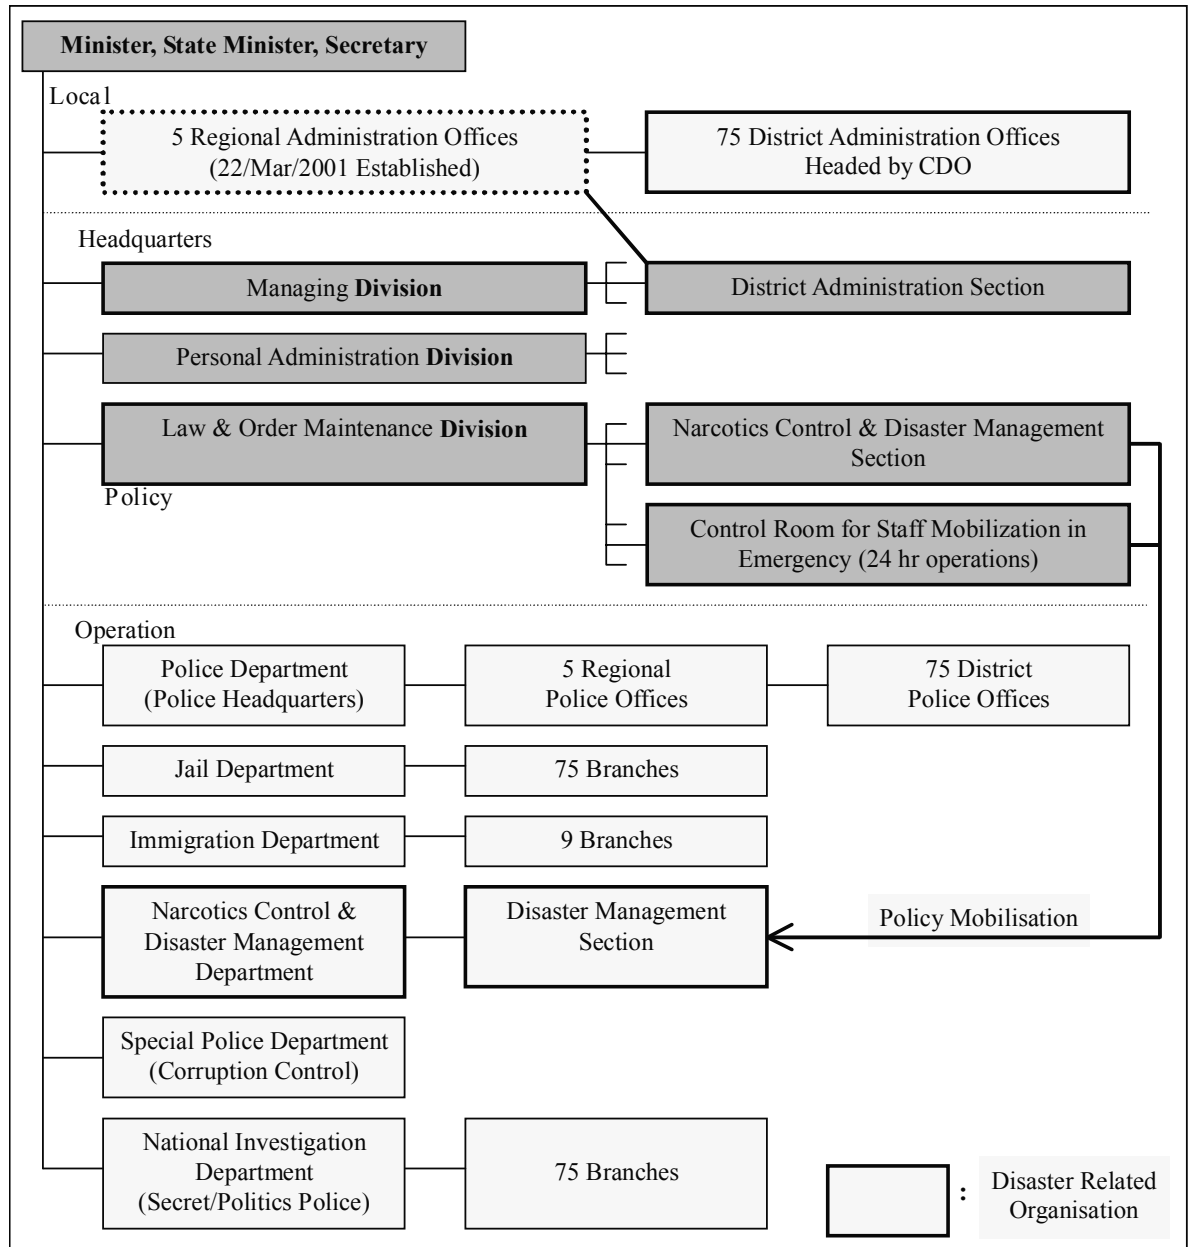 Minister, State Minister, Secretary
Local
5 Regional Administration Offices
(22/Mar/2001 Established)
75 District Administration Offices
Headed by CDO
Headquarters
Managing Division
District Administration Section
Personal Administration Division
Law & Order Maintenance Division
Narcotics Control & Disaster Management
Section
Policy
Control Room for Staff Mobilization in
Emergency (24 hr operations)
Operation
Police Department
(Police Headquarters)
5 Regional
Police Offices
75 District
Police Offices
Jail Department
75 Branches
Immigration Department
9 Branches
Narcotics Control &
Disaster Management
Department
Disaster Management
Section
Policy Mobilisation
Special Police Department
(Corruption Control)
National Investigation
Department
(Secret/Politics Police)
75 Branches
: Disaster Related
Organisation